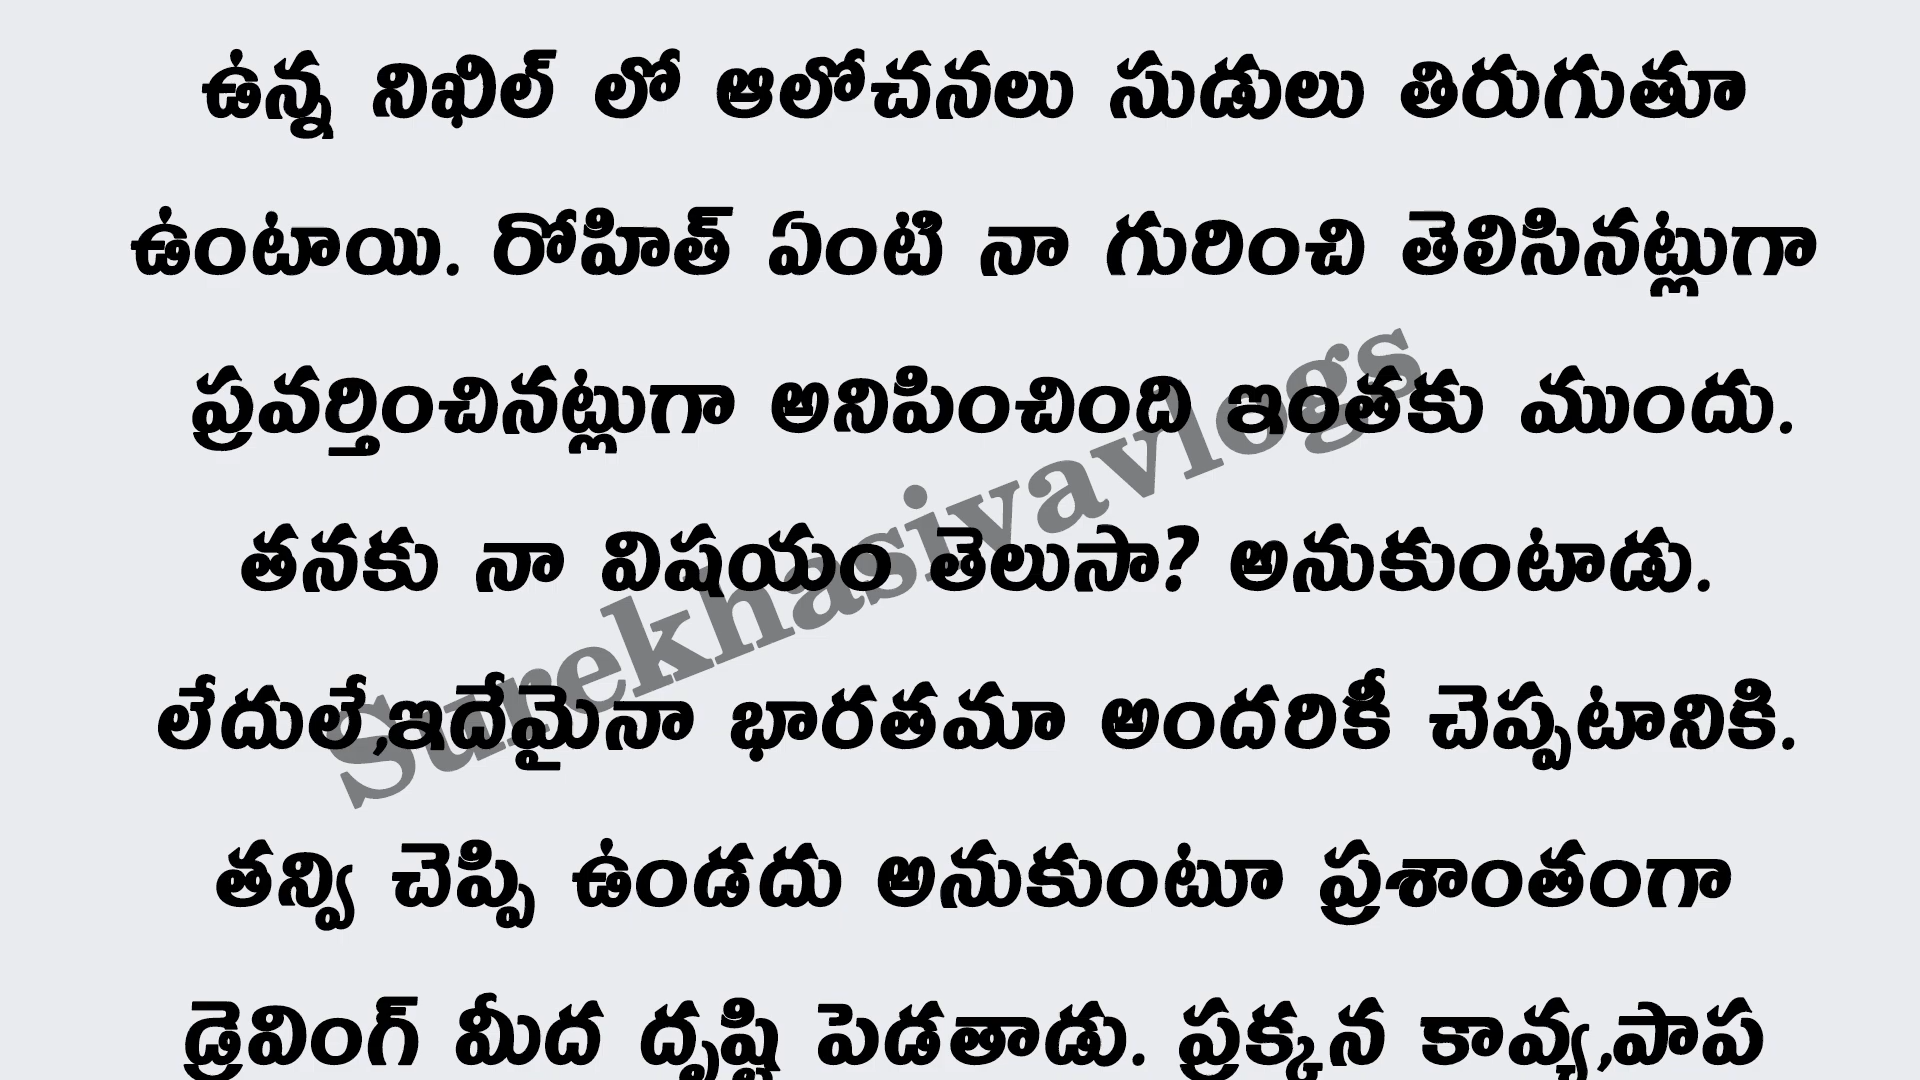 ఉన్న నిఖిల్ లో ఆలోచనలు సుడులు తిరుగుతూ
ఉంటాయి. రోహిత్ ఏంటి నా గురించి తెలిసినట్లుగా
ప్రవర్తించినట్లుగా అనిపించింది ఇంతకు ముందు.
తనకు నా విషయం తెలుసా? అనుకుంటాడు.
లేదులే,ఇదేమైనా భారతమా అందరికీ చెప్పటానికి.
తన్వి చెప్పి ఉండదు అనుకుంటూ ప్రశాంతంగా
డ్రైవింగ్ మీద దృష్టి పెడతాడు. ప్రక్కన కావ్య,పాప
Surekhasivavlogs